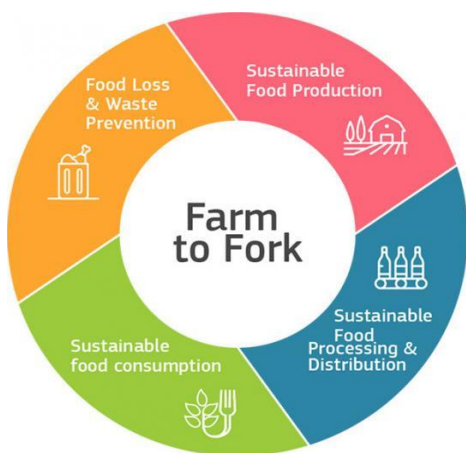 Food Loss
& Waste
Prevention
Sustainable
Food Production
Farm
to Fork
Sustainable
Food
Processing &
Distribution
Sustainable
food consumption